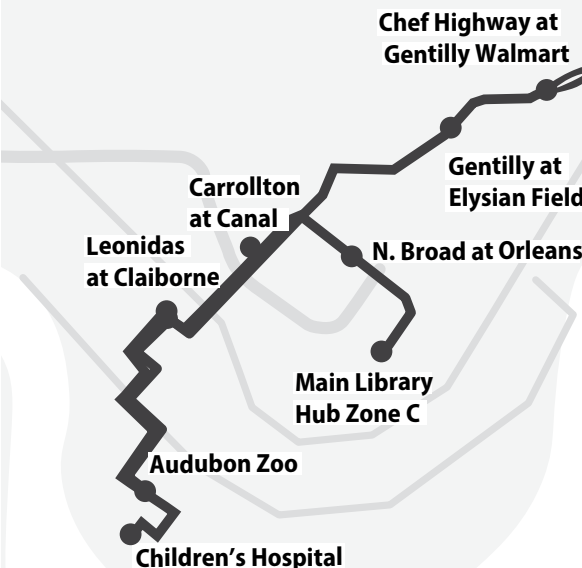 Chef Highway at
Gentilly Walmart
Gentilly at
Elysian Field
Carrollton
at Canal
N. Broad at Orleans
Leonidas
at Claiborne
Main Library
Hub Zone C
Audubon Zoo
Children's Hospital